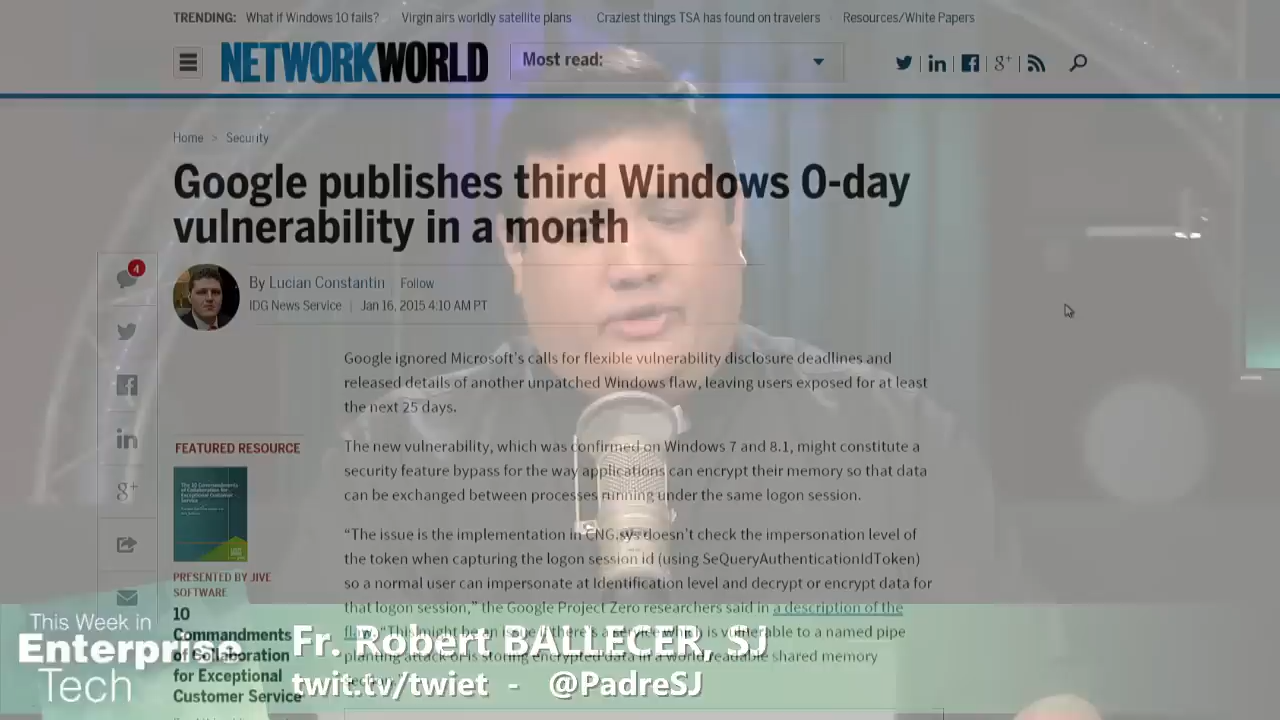 TRENDING: What if Windows 10 fails? Virgin airs worldly satellite plans Craziest things TSA has found on travelers Resources/White Papers
NETWORKWORLD
Most read:
Home > Security
Google publishes third Windows 0-day
vulnerability in a month
4
By Lucian Constantin | Follow
IDG News Service | Jan 16, 2015 4:10 AM PT
Google ignored Microsoft's calls for flexible vulnerability disclosure deadlines and
released details of another unpatched Windows flaw, leaving users exposed for at least
the next 25 days.
The new vulnerability, which was confirmed on Windows 7 and 8.1, might constitute a
security feature bypass for the way applications can encrypt their memory so that data
can be exchanged between processes running under the same logon session.
“The issue is the implementation in CNG.sys doesn't check the impersonation level of
the token when capturing the logon session id (using SeQueryAuthenticationIdToken)
so a normal user can impersonate at Identification level and decrypt or encrypt data for
that logon session,” the Google Project Zero researchers said in a description of the
flaw. “This might be an issue if there's a service which is vulnerable to a named pipe
planting attack or is storing encrypted data in a world readable shared memory
FEATURED RESOURCE
The 10 Commandments
of Collaboration for
Exceptional Customer
Service
PRESENTED BY JIVE
SOFTWARE
10
Commandments
of Collaboration
for Exceptional
Customer Service
This Week in
Enterprise
Tech
Fr. Robert BALLECER, SJ
twit.tv/twiet - @PadreSJ